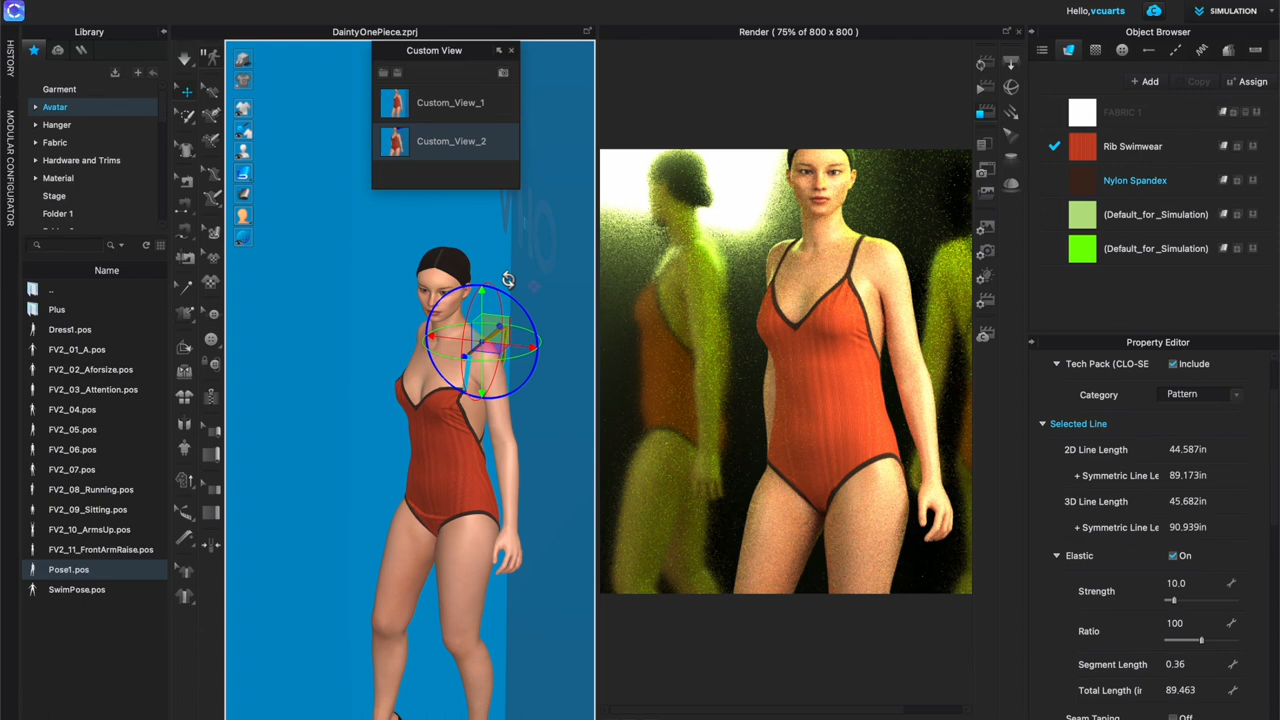 Hello,vcuarts
SIMULATION
HISTORY
MODULAR CONFIGURATOR
Library
Garment
Avatar
Hanger
Fabric
Hardware and Trims
Material
Stage
Folder 1
Name
..
Plus
Dress1.pos
FV2_01_A.pos
FV2_02_Aforsize.pos
FV2_03_Attention.pos
FV2_04.pos
FV2_05.pos
FV2_06.pos
FV2_07.pos
FV2_08_Running.pos
FV2_09_Sitting.pos
FV2_10_ArmsUp.pos
FV2_11_FrontArmRaise.pos
Pose1.pos
SwimPose.pos
DaintyOnePiece.zprj
Custom View
Custom_View_1
Custom_View_2
Render ( 75% of 800 x 800 )
Object Browser
+ Add
Copy
Assign
FABRIC 1
Rib Swimwear
Nylon Spandex
(Default_for_Simulation)
(Default_for_Simulation)
Property Editor
Tech Pack (CLO-SE
Include
Category
Pattern
Selected Line
2D Line Length
44.587in
+ Symmetric Line Le
89.173in
3D Line Length
45.682in
+ Symmetric Line Le
90.939in
Elastic
On
Strength
10.0
Ratio
100
Segment Length
0.36
Total Length (ir
89.463
Seam Taping
Off